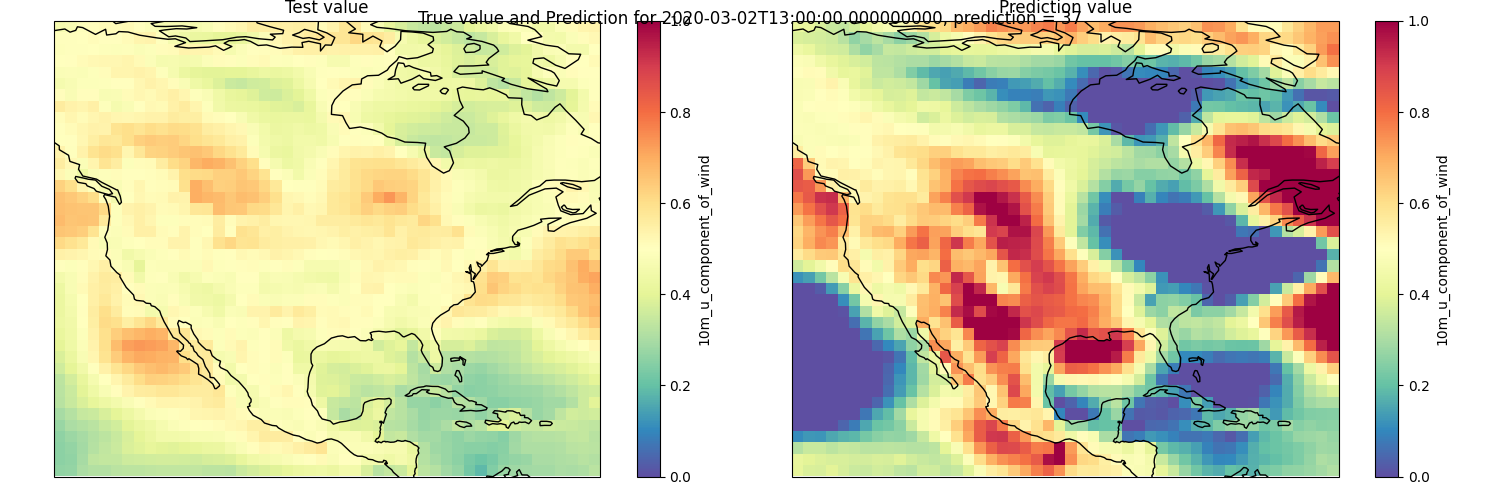 Test value
True value and Prediction for 2020-03-02T13:00:00.000000000, prediction = 37
Prediction value
1.0
0.8
0.6
0.4
0.2
0.0
10m_u_component_of_wind
1.0
0.8
0.6
0.4
0.2
0.0
10m_u_component_of_wind